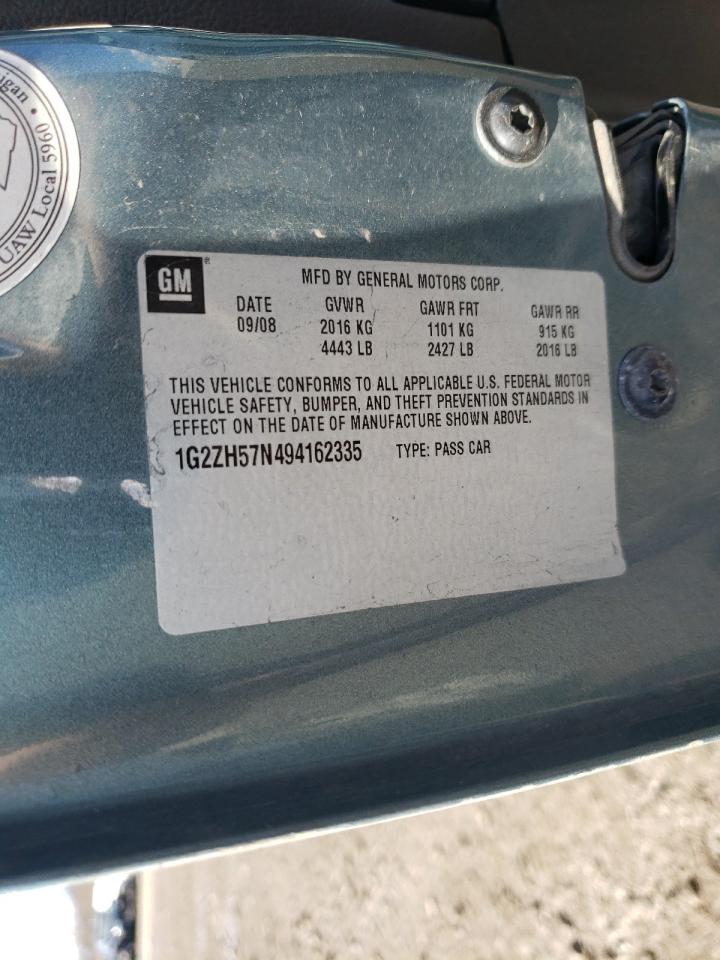 igan •
UAW Local 5960
GM ®
MFD BY GENERAL MOTORS CORP.
DATE GVWR GAWR FRT GAWR RR
09/08 2016 KG 1101 KG 915 KG
4443 LB 2427 LB 2016 LB
THIS VEHICLE CONFORMS TO ALL APPLICABLE U.S. FEDERAL MOTOR
VEHICLE SAFETY, BUMPER, AND THEFT PREVENTION STANDARDS IN
EFFECT ON THE DATE OF MANUFACTURE SHOWN ABOVE.
1G2ZH57N494162335 TYPE: PASS CAR